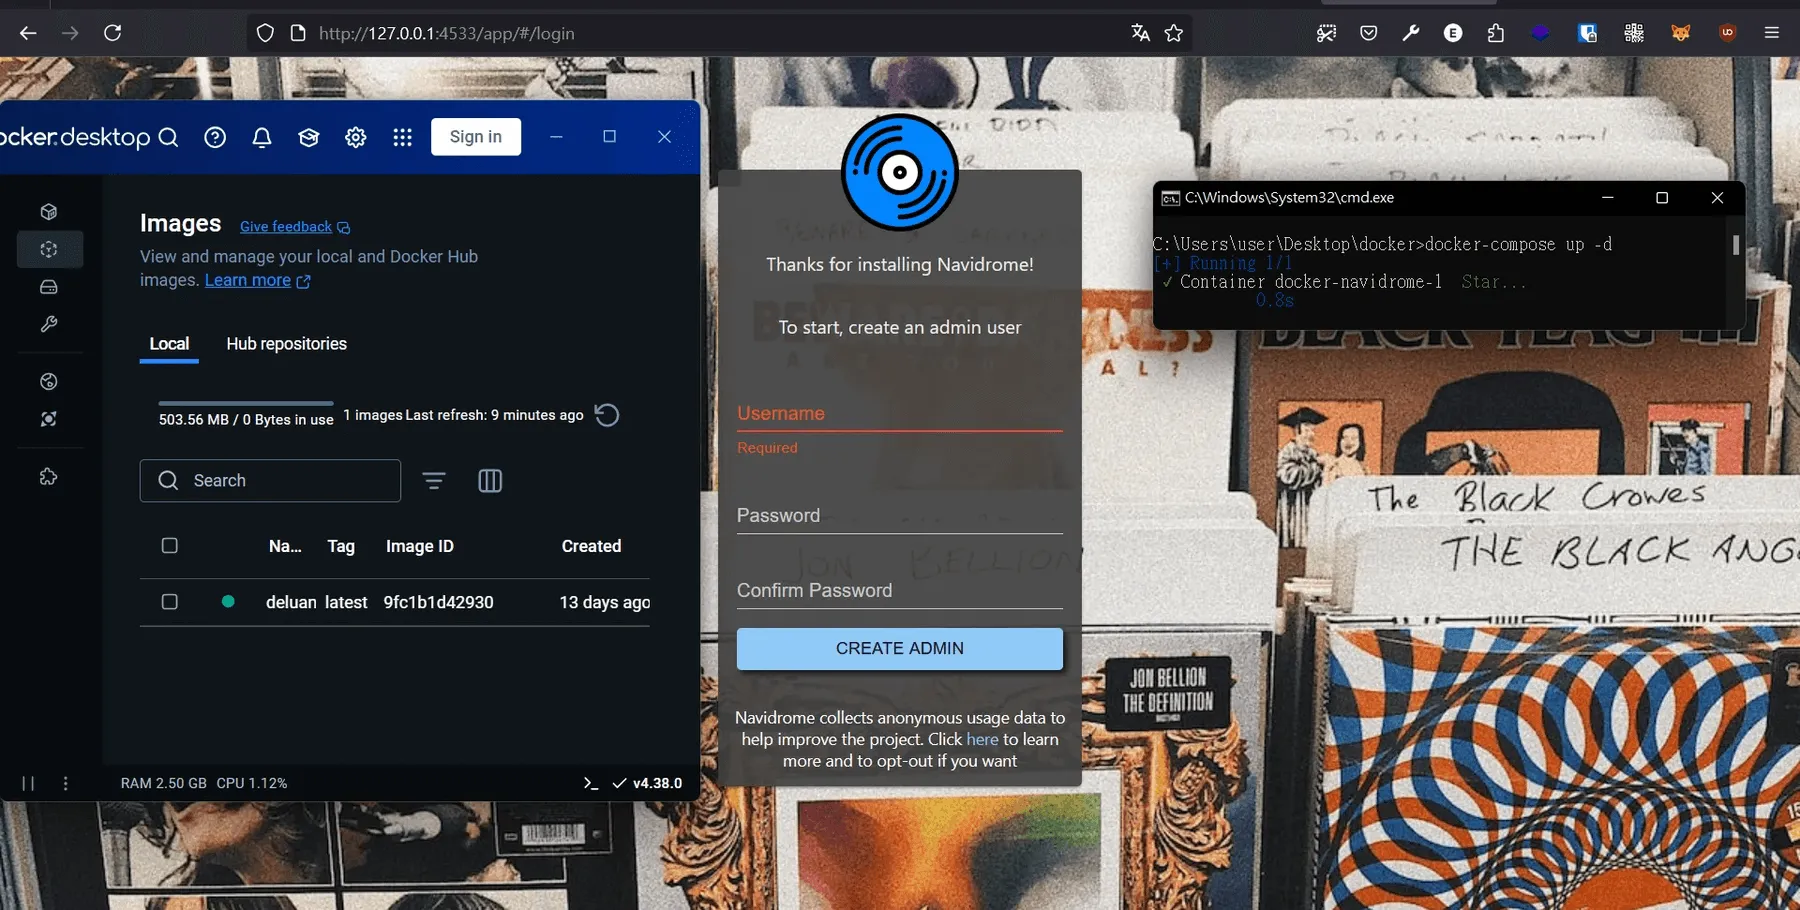 http://127.0.0.1:4533/app/#/login
ocker.desktop
Sign in
Images Give feedback
View and manage your local and Docker Hub
images. Learn more
Local Hub repositories
503.56 MB / 0 Bytes in use 1 images Last refresh: 9 minutes ago
Search
Na... Tag Image ID Created
deluan latest 9fc1b1d42930 13 days ago
RAM 2.50 GB CPU 1.12% v4.38.0
Thanks for installing Navidrome!
To start, create an admin user
Username
Required
Password
Confirm Password
CREATE ADMIN
Navidrome collects anonymous usage data to
help improve the project. Click here to learn
more and to opt-out if you want
C:\Windows\System32\cmd.exe
C:\Users\user\Desktop\docker>docker-compose up -d
[+] Running 1/1
✓ Container docker-navidrome-1 Star...
0.8s
BLACK FLAG
The Black Crowes
THE BLACK ANG
JON BELLION
JON BELLION
THE DEFINITION